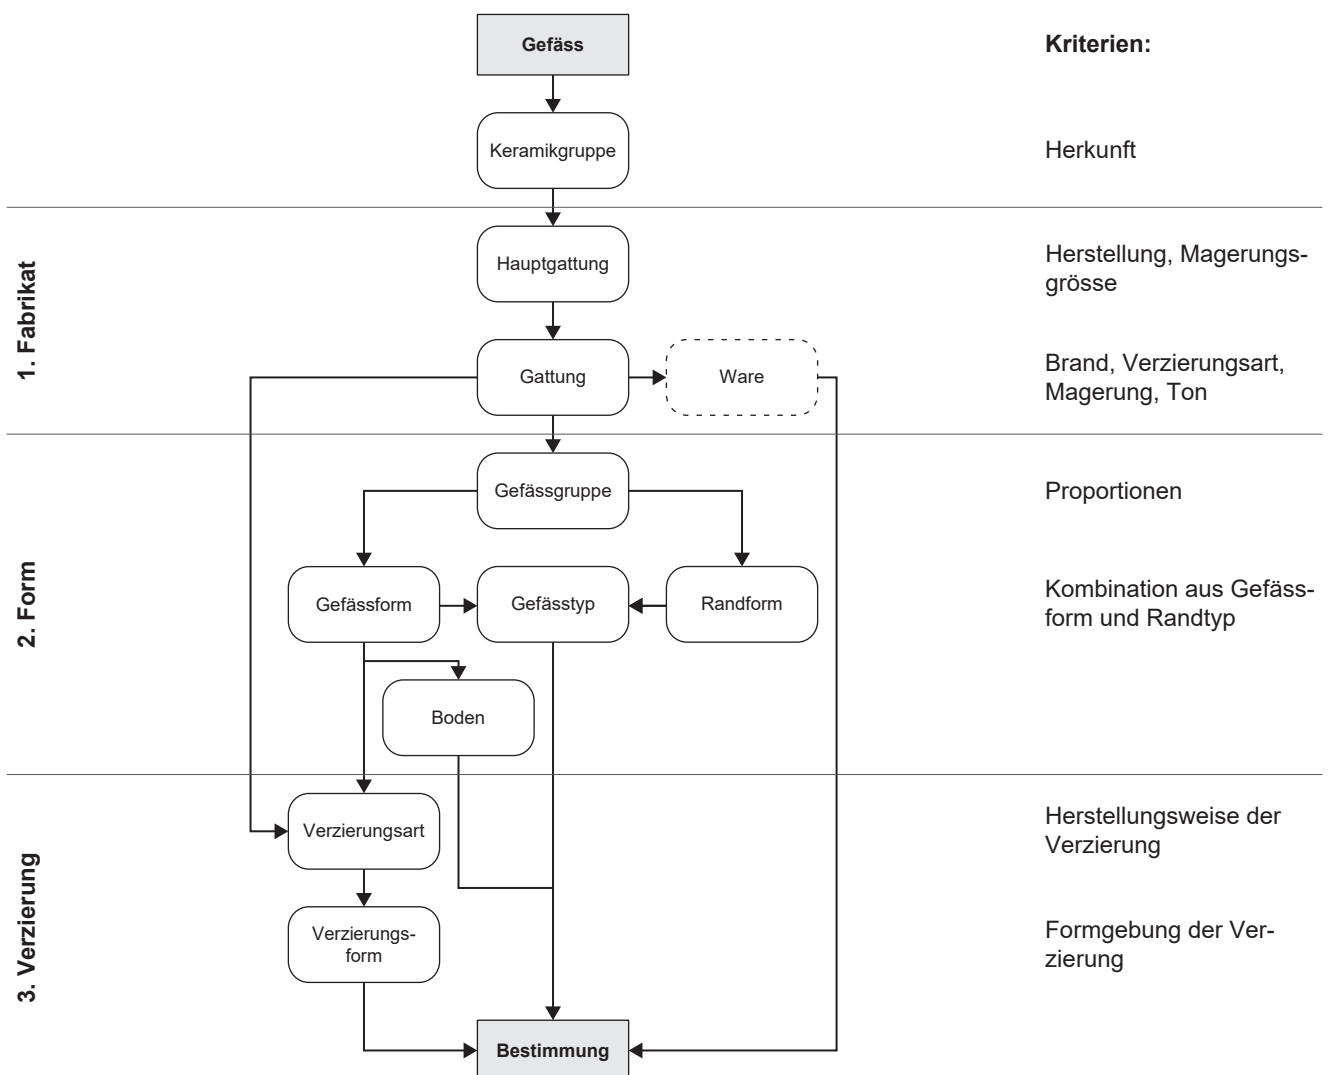 Gefäss
Kriterien:
Keramikgruppe
Herkunft
1. Fabrikat
Hauptgattung
Herstellung, Magerungs-
grösse
Gattung
Ware
Brand, Verzierungsart,
Magerung, Ton
2. Form
Gefässgruppe
Proportionen
Gefässform
Gefässtyp
Randform
Kombination aus Gefäss-
form und Randtyp
Boden
3. Verzierung
Verzierungsart
Herstellungsweise der
Verzierung
Verzierungs-
form
Formgebung der Ver-
zierung
Bestimmung